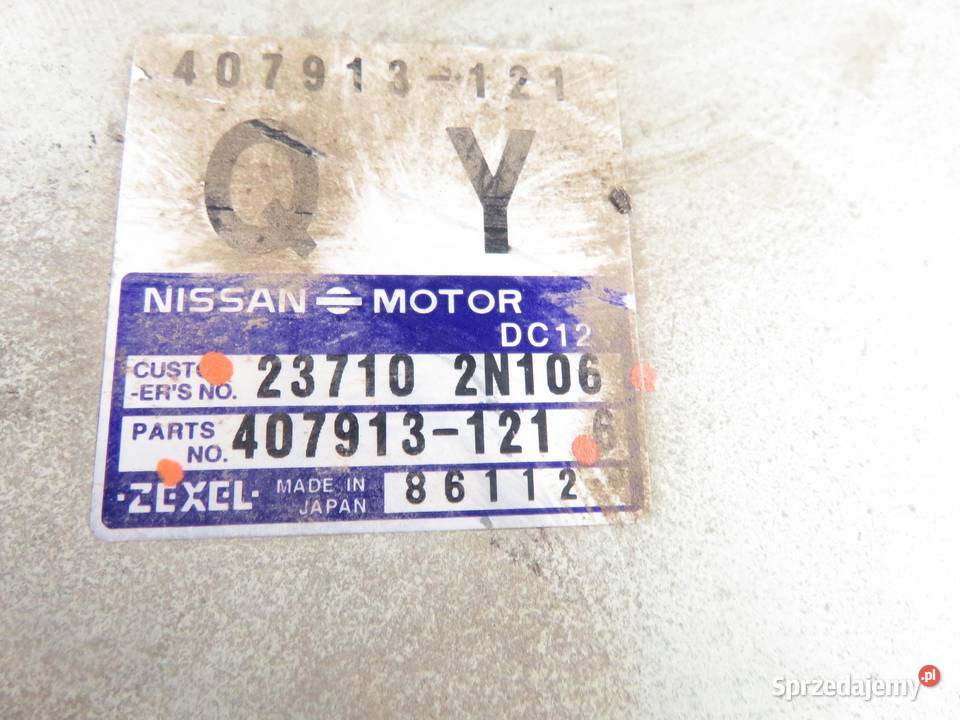 407913-121
Q Y
NISSAN MOTOR
DC12
CUSTOM
-ER'S NO. 23710 2N106
PARTS
NO. 407913-121 6
·ZEXEL· MADE IN
JAPAN 86112
Sprzedajemy.pl